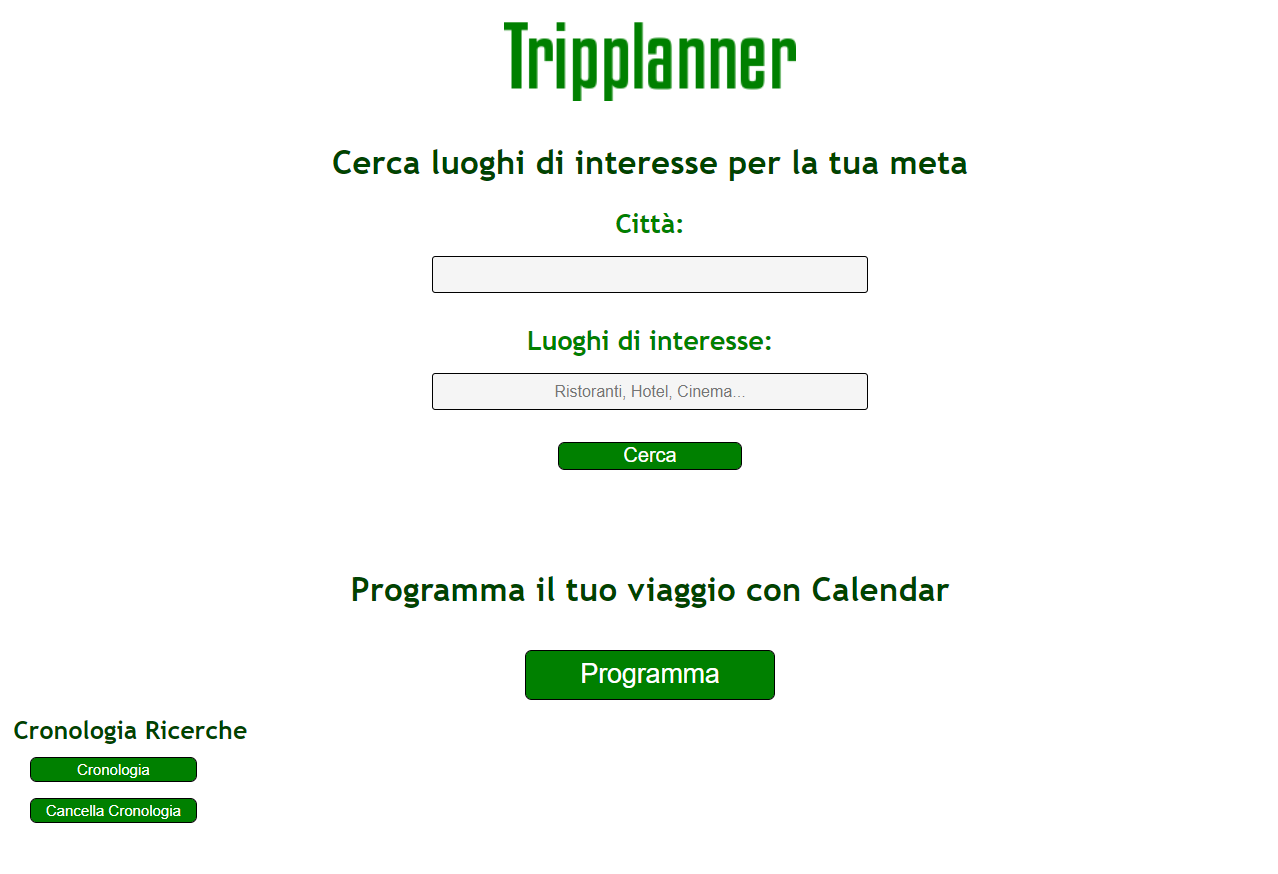 Tripplanner
Cerca luoghi di interesse per la tua meta
Città:
Luoghi di interesse:
Ristoranti, Hotel, Cinema...
Cerca
Programma il tuo viaggio con Calendar
Programma
Cronologia Ricerche
Cronologia
Cancella Cronologia